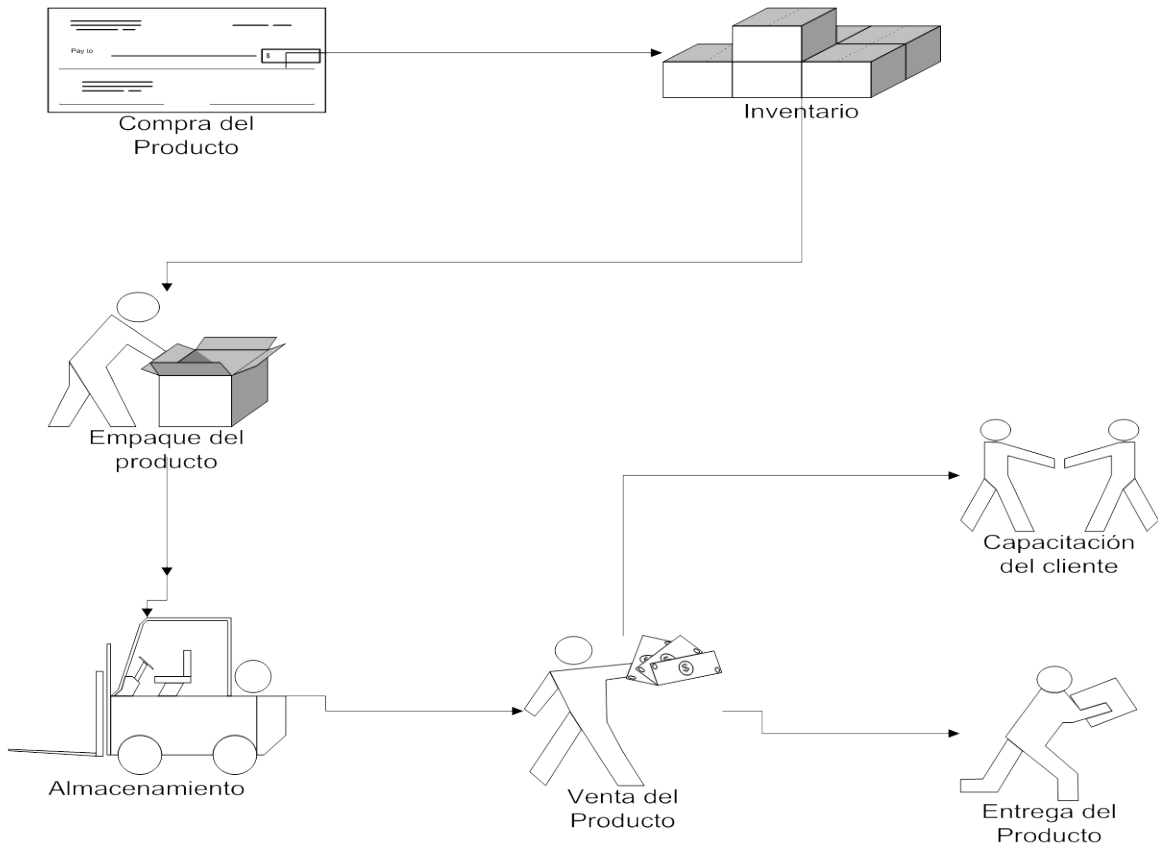 Pay to
$
Compra del
Producto
Inventario
Empaque del
producto
Capacitación
del cliente
$
Almacenamiento
Venta del
Producto
Entrega del
Producto